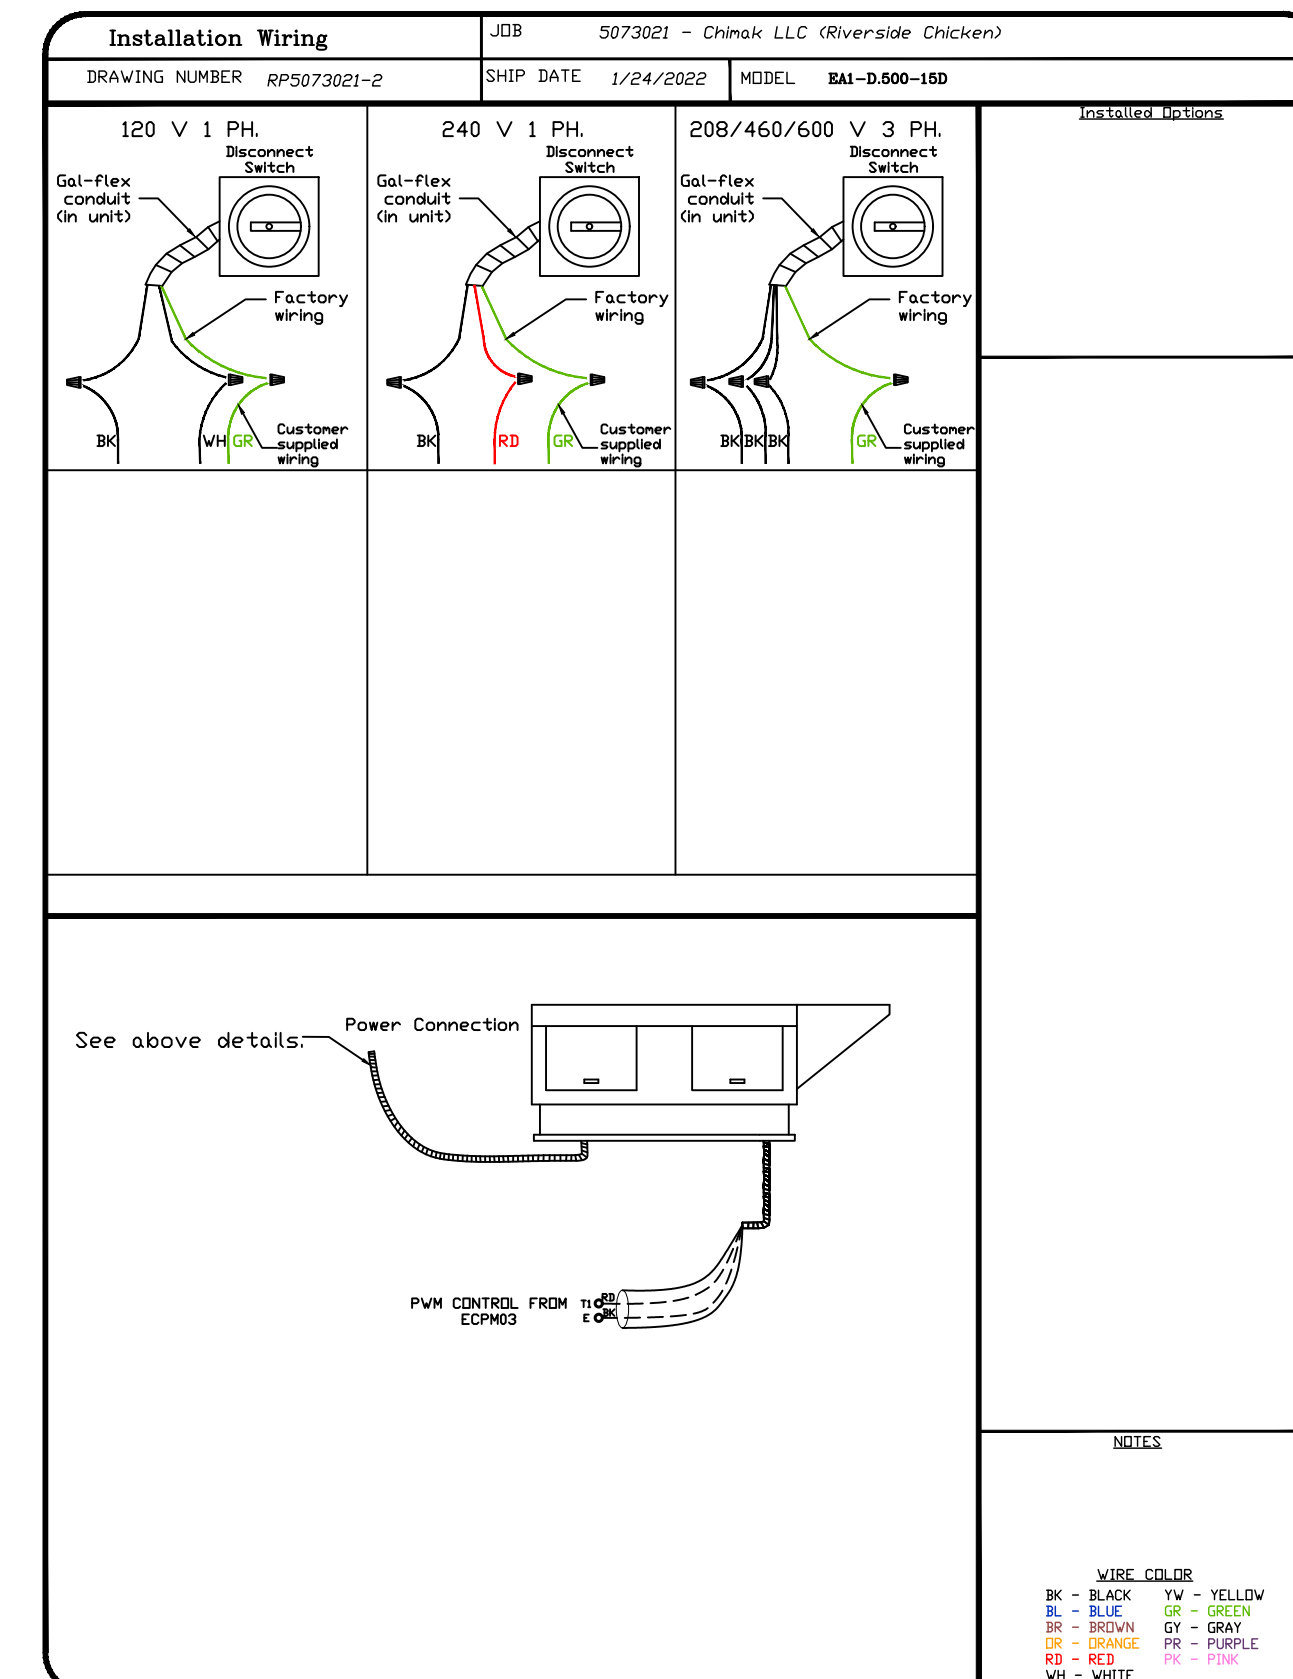 Installation Wiring
JOB 5073021 - Chimak LLC (Riverside Chicken)
DRAWING NUMBER RP5073021-2
SHIP DATE 1/24/2022
MODEL EA1-D.500-15D
120 V 1 PH.
Disconnect
Switch
Gal-flex
conduit
(in unit)
Factory
wiring
BK
WH
GR
Customer
supplied
wiring
240 V 1 PH.
Disconnect
Switch
Gal-flex
conduit
(in unit)
Factory
wiring
BK
RD
GR
Customer
supplied
wiring
208/460/600 V 3 PH.
Disconnect
Switch
Gal-flex
conduit
(in unit)
Factory
wiring
BK
BK
BK
GR
Customer
supplied
wiring
Installed Options
See above details.
Power Connection
PWM CONTROL FROM
ECPM03
T1
RD
E
BK
NOTES
WIRE COLOR
BK - BLACK YW - YELLOW
BL - BLUE GR - GREEN
BR - BROWN GY - GRAY
OR - ORANGE PR - PURPLE
RD - RED PK - PINK
WH - WHITE